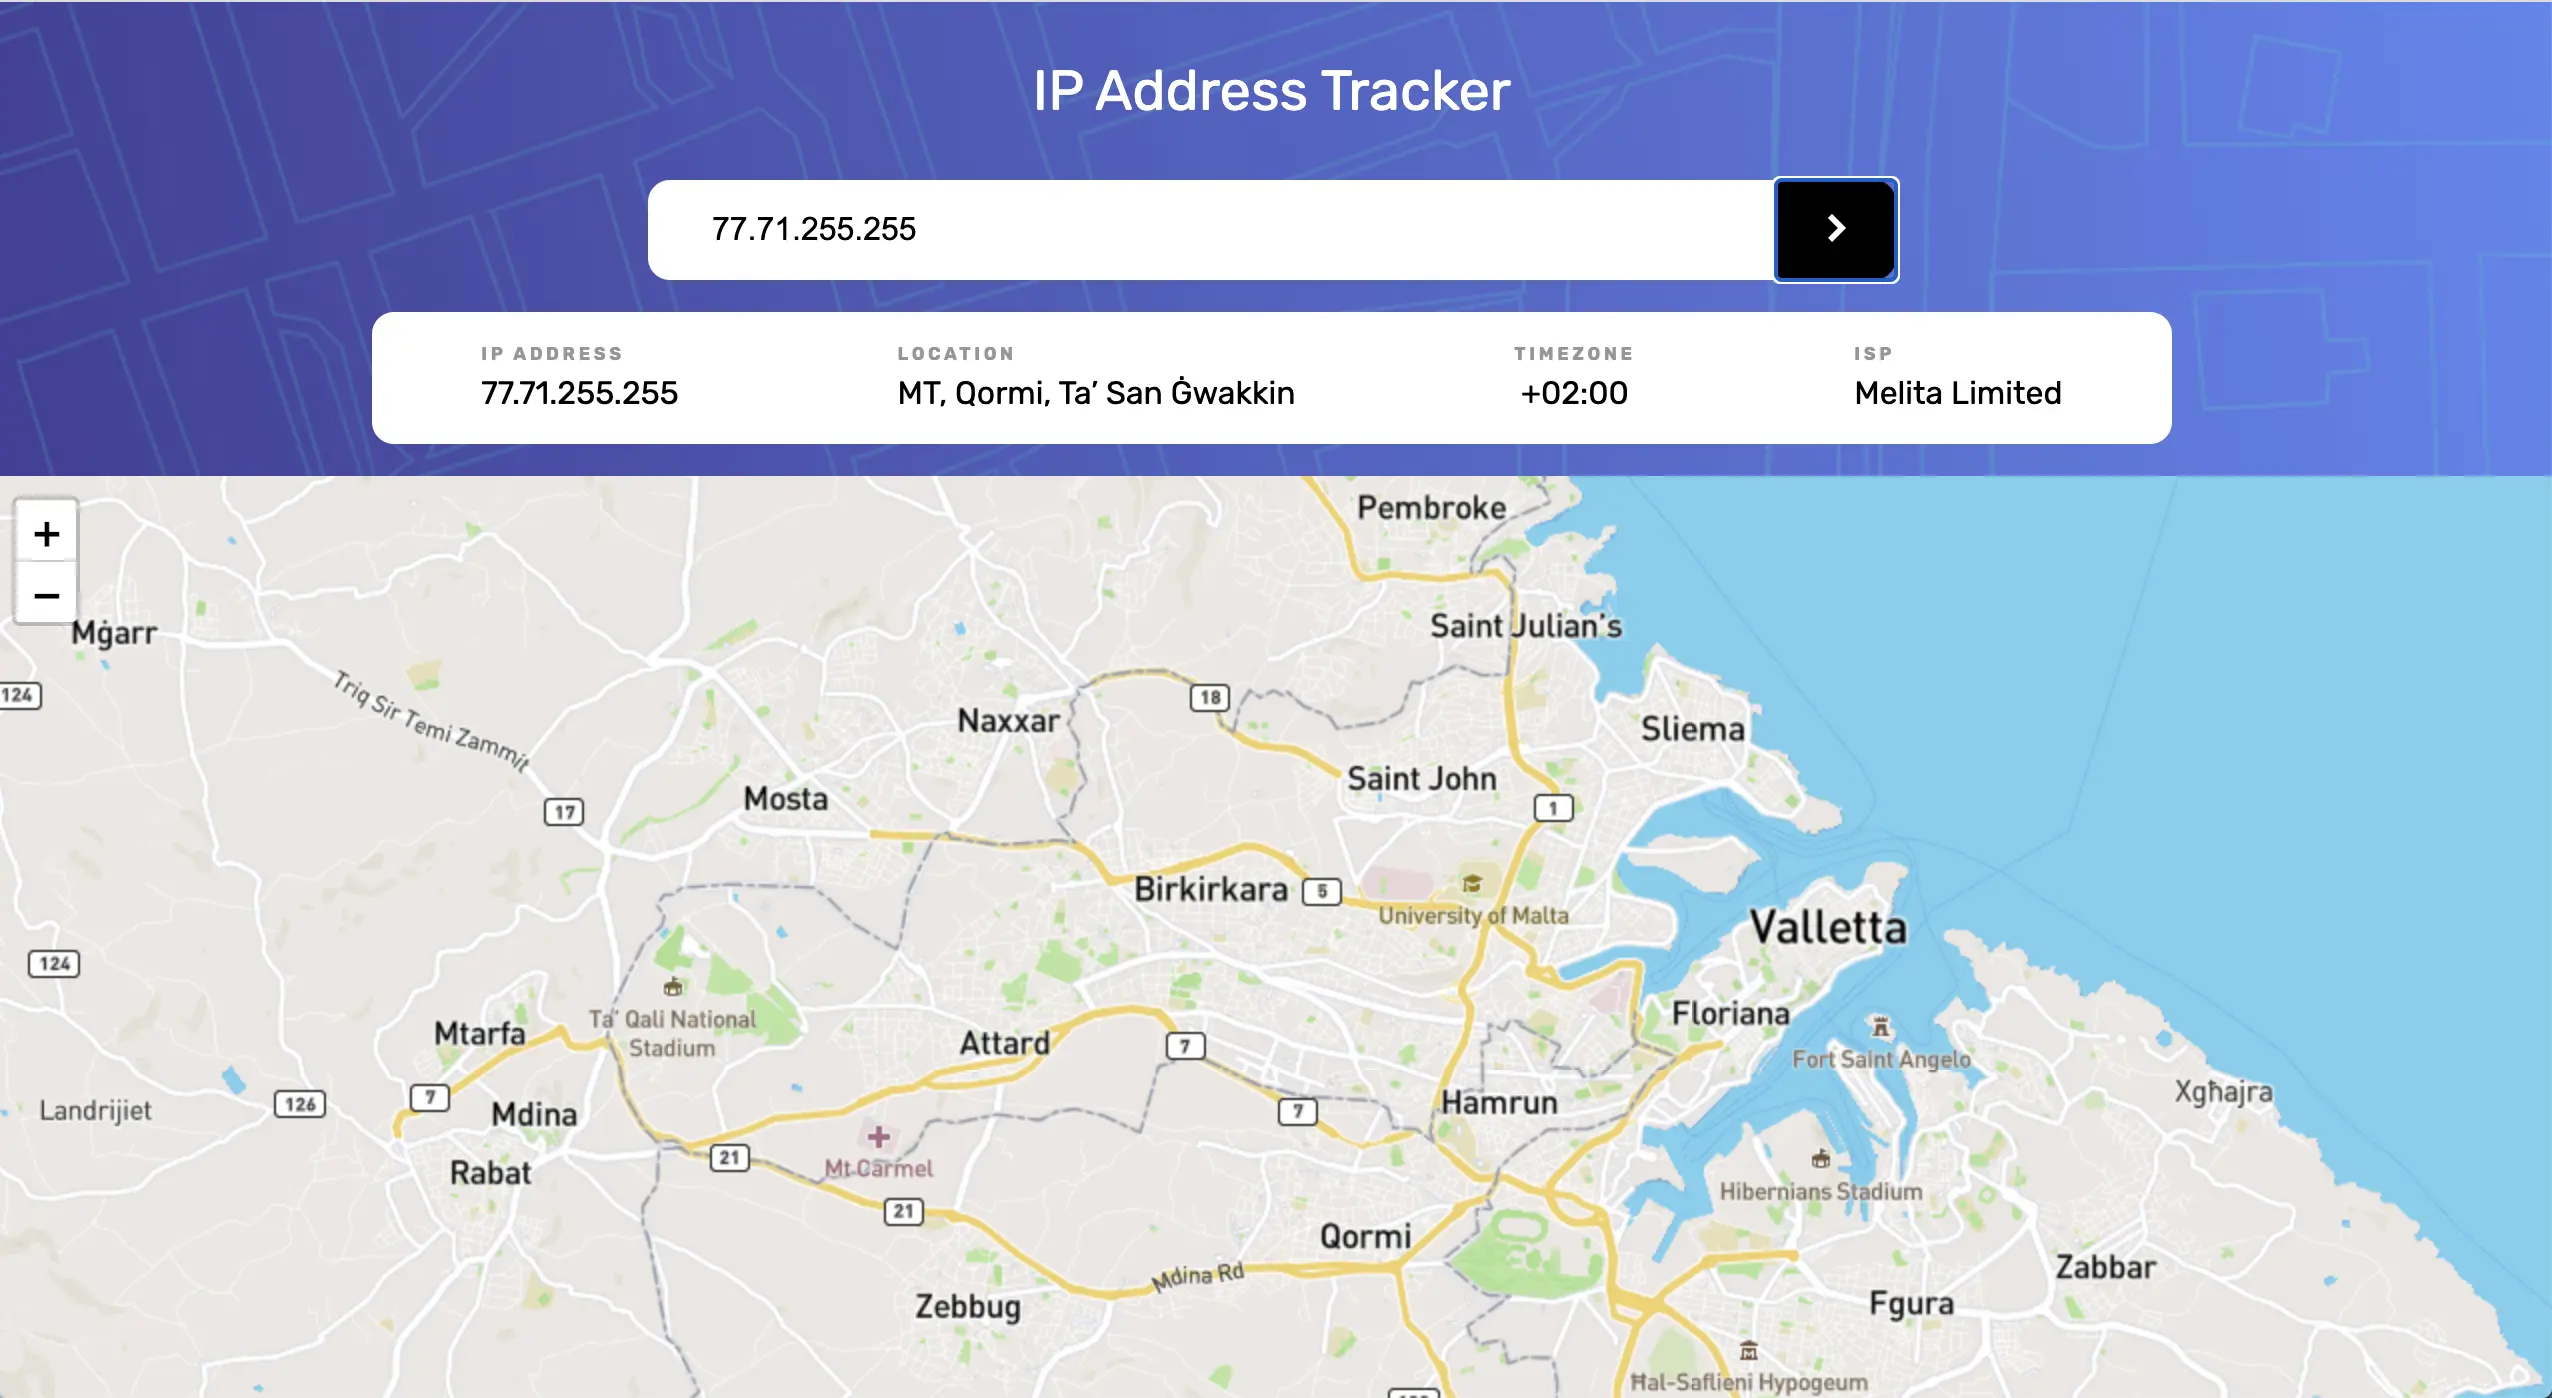 IP Address Tracker
77.71.255.255
IP ADDRESS
77.71.255.255
LOCATION
MT, Qormi, Ta’ San Ġwakkin
TIMEZONE
+02:00
ISP
Melita Limited
+
−
Pembroke
Saint Julian's
Mġarr
Triq Sir Temi Zammit
124
18
Naxxar
Sliema
Saint John
Mosta
17
1
Birkirkara
5
University of Malta
Valletta
124
Ta' Qali National
Stadium
Mtarfa
Attard
7
Floriana
Fort Saint Angelo
Xgħajra
Landrijiet
126
7
Mdina
7
Hamrun
21
Mt Carmel
Rabat
21
Hibernians Stadium
Qormi
Mdina Rd
Zabbar
Zebbug
Fgura
Ħal-Saflieni Hypogeum